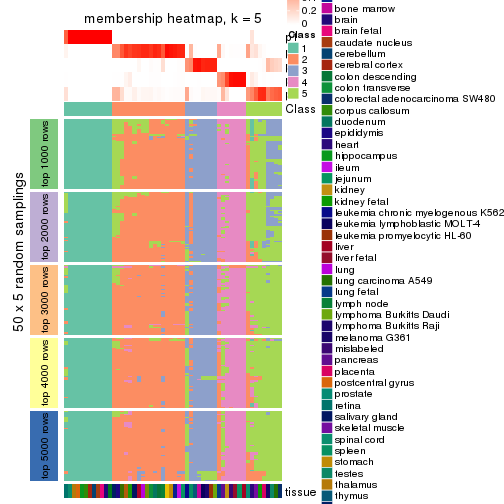 membership heatmap, k = 5
0.2
0
Class
Class
1
2
3
4
5
50 x 5 random samplings
top 1000 rows
top 2000 rows
top 3000 rows
top 4000 rows
top 5000 rows
tissue
bone marrow
brain
brain fetal
caudate nucleus
cerebellum
cerebral cortex
colon descending
colon transverse
colorectal adenocarcinoma SW480
corpus callosum
duodenum
epididymis
heart
hippocampus
ileum
jejunum
kidney
kidney fetal
leukemia chronic myelogenous K562
leukemia lymphoblastic MOLT-4
leukemia promyelocytic HL-60
liver
liver fetal
lung
lung carcinoma A549
lung fetal
lymph node
lymphoma Burkitts Daudi
lymphoma Burkitts Raji
melanoma G361
mislabeled
pancreas
placenta
postcentral gyrus
prostate
retina
salivary gland
skeletal muscle
spinal cord
spleen
stomach
testes
thalamus
thymus